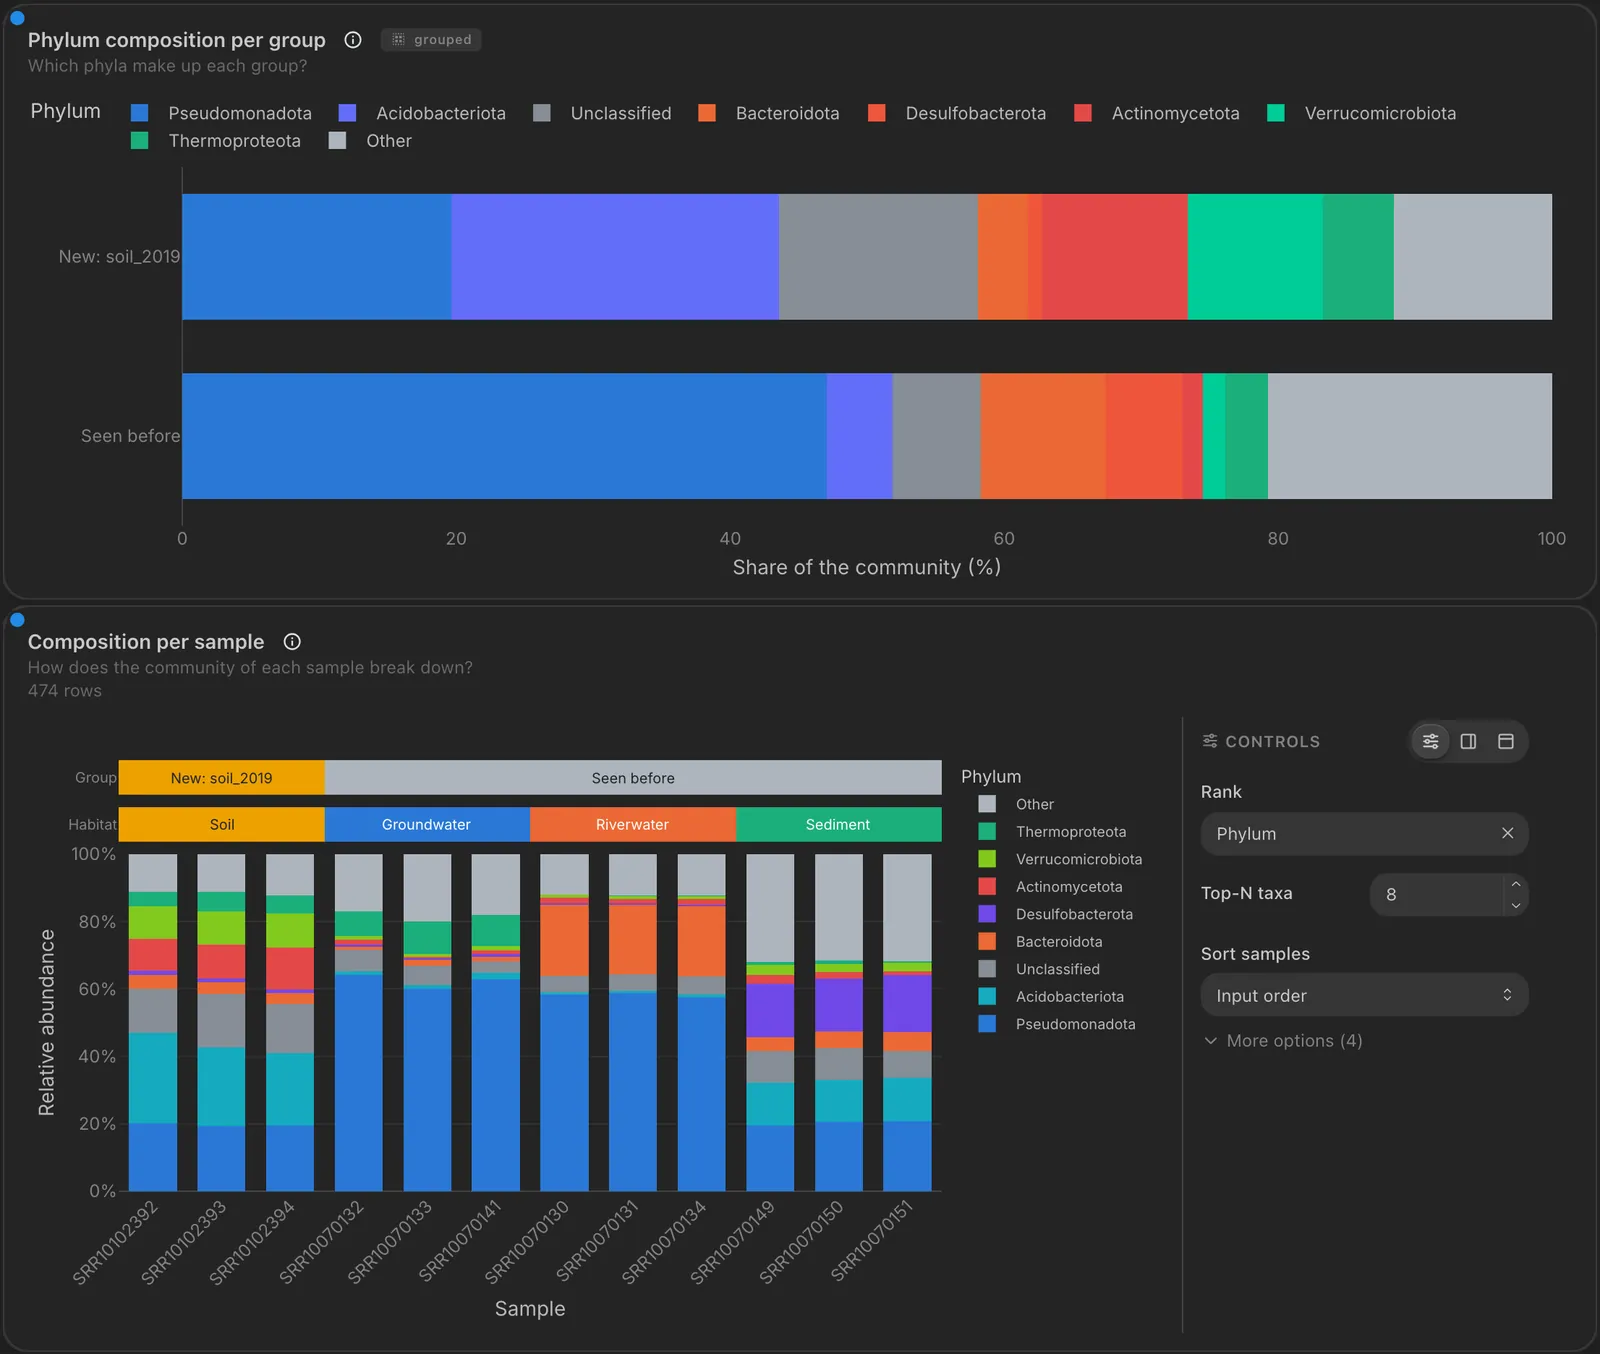 Phylum composition per group
grouped
Which phyla make up each group?
Phylum
Pseudomonadota
Acidobacteriota
Unclassified
Bacteroidota
Desulfobacterota
Actinomycetota
Verrucomicrobiota
Thermoproteota
Other
New: soil_2019
Seen before
0 20 40 60 80 100
Share of the community (%)
Composition per sample
How does the community of each sample break down?
474 rows
CONTROLS
Rank
Phylum
Top-N taxa
8
Sort samples
Input order
More options (4)
Group
New: soil_2019
Seen before
Habitat
Soil
Groundwater
Riverwater
Sediment
Phylum
Other
Thermoproteota
Verrucomicrobiota
Actinomycetota
Desulfobacterota
Bacteroidota
Unclassified
Acidobacteriota
Pseudomonadota
100%
80%
60%
40%
20%
0%
Relative abundance
SRR10102392
SRR10102393
SRR10102394
SRR10070132
SRR10070133
SRR10070141
SRR10070130
SRR10070131
SRR10070134
SRR10070149
SRR10070150
SRR10070151
Sample